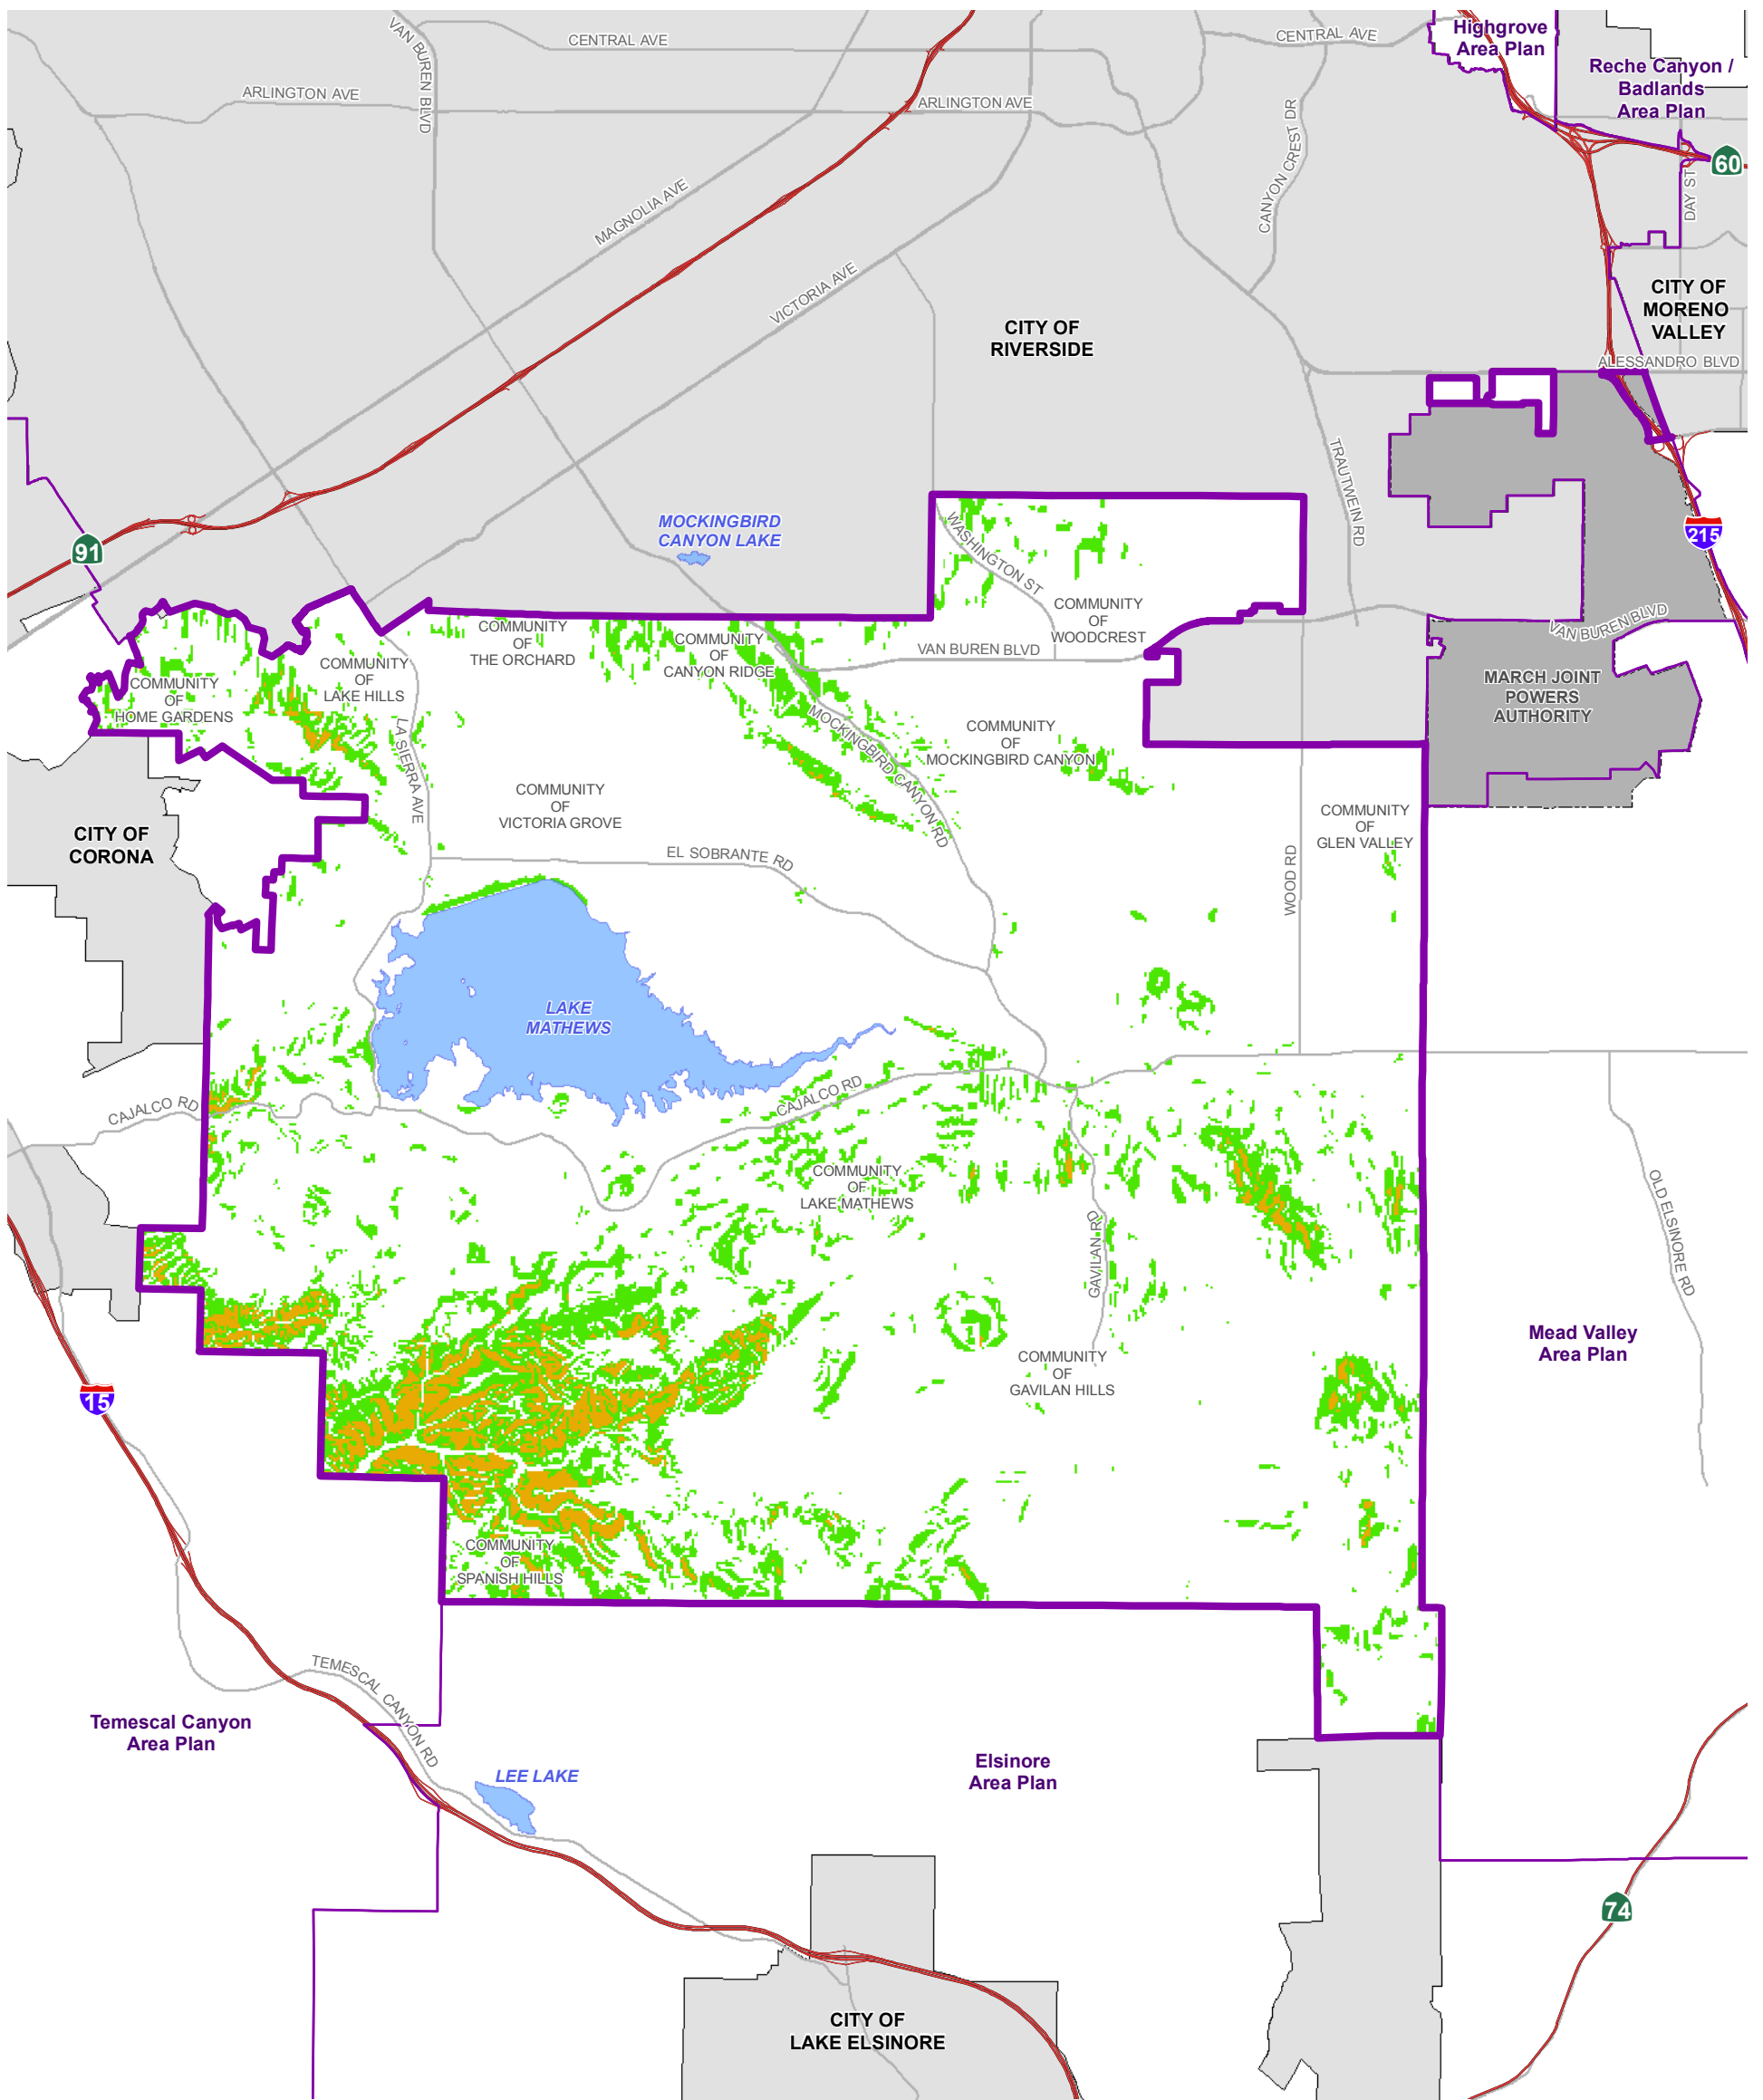 VAN BUREN BLVD
CENTRAL AVE
CENTRAL AVE
Highgrove
Area Plan
Reche Canyon /
Badlands
Area Plan
ARLINGTON AVE
ARLINGTON AVE
CANYON CREST DR
60
DAY ST
MAGNOLIA AVE
VICTORIA AVE
CITY OF
RIVERSIDE
CITY OF
MORENO
VALLEY
ALESSANDRO BLVD
TRAUTWEIN RD
91
MOCKINGBIRD
CANYON LAKE
215
WASHINGTON ST
COMMUNITY
OF
WOODCREST
VAN BUREN BLVD
COMMUNITY
OF
THE ORCHARD
COMMUNITY
OF
CANYON RIDGE
VAN BUREN BLVD
COMMUNITY
OF
LAKE HILLS
COMMUNITY
OF
HOME GARDENS
MARCH JOINT
POWERS
AUTHORITY
LA SIERRA AVE
MOCKINGBIRD CANYON RD
COMMUNITY
OF
MOCKINGBIRD CANYON
COMMUNITY
OF
VICTORIA GROVE
COMMUNITY
OF
GLEN VALLEY
CITY OF
CORONA
EL SOBRANTE RD
WOOD RD
LAKE
MATHEWS
CAJALCO RD
CAJALCO RD
COMMUNITY
OF
LAKE MATHEWS
GAVILAN RD
OLD ELSINORE RD
Mead Valley
Area Plan
COMMUNITY
OF
GAVILAN HILLS
15
COMMUNITY
OF
SPANISH HILLS
TEMESCAL CANYON RD
Temescal Canyon
Area Plan
LEE LAKE
Elsinore
Area Plan
74
CITY OF
LAKE ELSINORE